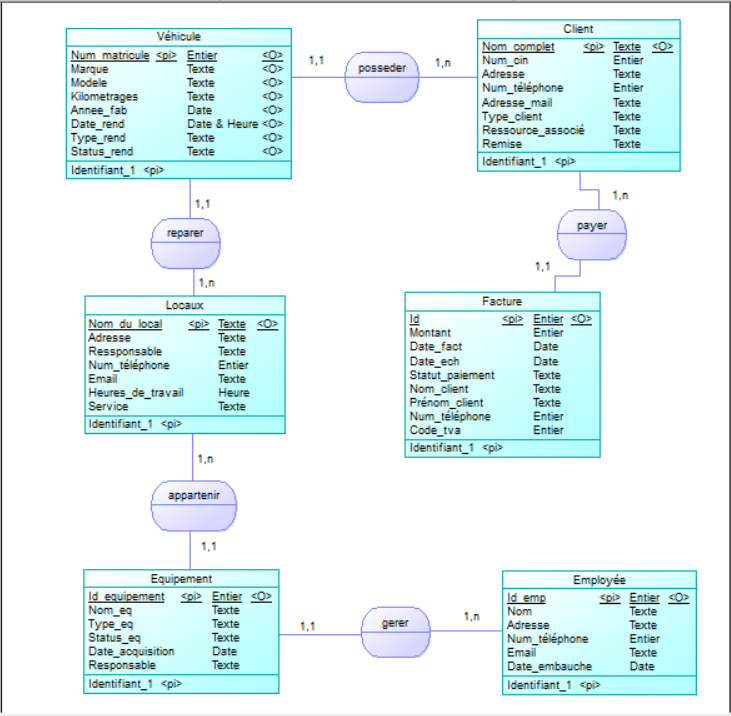 Véhicule
Num_matricule <pi> Entier <O>
Marque Texte <O>
Modele Texte <O>
Kilometrages Texte <O>
Annee_fab Date <O>
Date_rend Date & Heure <O>
Type_rend Texte <O>
Status_rend Texte <O>
Identifiant_1 <pi>
1,1
posseder
1,n
Client
Nom_complet <pi> Texte <O>
Num_cin Entier
Adresse Texte
Num_téléphone Entier
Adresse_mail Texte
Type_client Texte
Ressource_associé Texte
Remise Texte
Identifiant_1 <pi>
1,1
reparer
1,n
1,n
payer
1,1
Locaux
Nom_du_local <pi> Texte <O>
Adresse Texte
Ressponsable Texte
Num_téléphone Entier
Email Texte
Heures_de_travail Heure
Service Texte
Identifiant_1 <pi>
Facture
Id <pi> Entier <O>
Montant Entier
Date_fact Date
Date_ech Date
Statut_paiement Texte
Nom_client Texte
Prénom_client Texte
Num_téléphone Entier
Code_tva Entier
Identifiant_1 <pi>
1,n
appartenir
1,1
Equipement
Id_equipement <pi> Entier <O>
Nom_eq Texte
Type_eq Texte
Status_eq Texte
Date_acquisition Date
Responsable Texte
Identifiant_1 <pi>
1,1
gerer
1,n
Employée
Id_emp <pi> Entier <O>
Nom Texte
Adresse Texte
Num_téléphone Entier
Email Texte
Date_embauche Date
Identifiant_1 <pi>